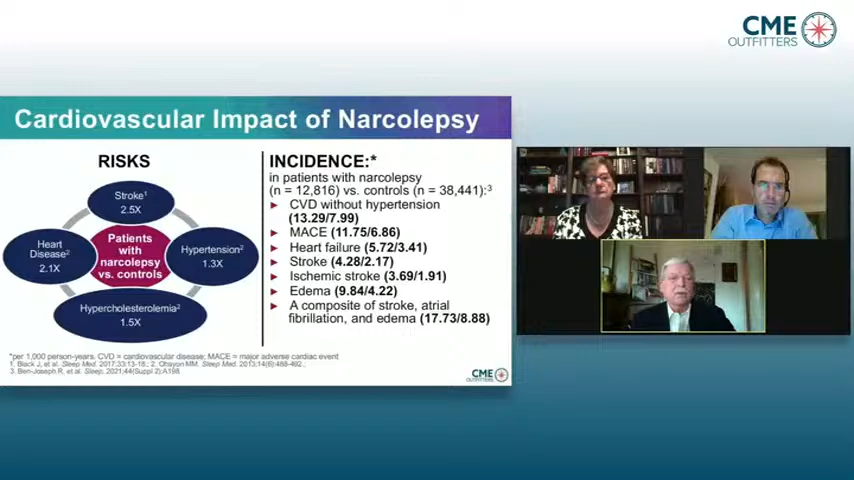 CME
OUTFITTERS
Cardiovascular Impact of Narcolepsy
RISKS
Stroke¹
2.5X
Heart
Disease²
2.1X
Patients
with
narcolepsy
vs. controls
Hypertension²
1.3X
Hypercholesterolemia²
1.5X
INCIDENCE:*
in patients with narcolepsy
(n = 12,816) vs. controls (n = 38,441):³
► CVD without hypertension
(13.29/7.99)
► MACE (11.75/6.86)
► Heart failure (5.72/3.41)
► Stroke (4.28/2.17)
► Ischemic stroke (3.69/1.91)
► Edema (9.84/4.22)
► A composite of stroke, atrial
fibrillation, and edema (17.73/8.88)
*per 1,000 person-years. CVD = cardiovascular disease; MACE = major adverse cardiac event
1. Black J, et al. Sleep Med. 2017;33:13-18.; 2. Ohayon MM. Sleep Med. 2013;14(6):488-492.;
3. Ben-Joseph R, et al. Sleep. 2021;44(Suppl 2):A198.
CME
OUTFITTERS